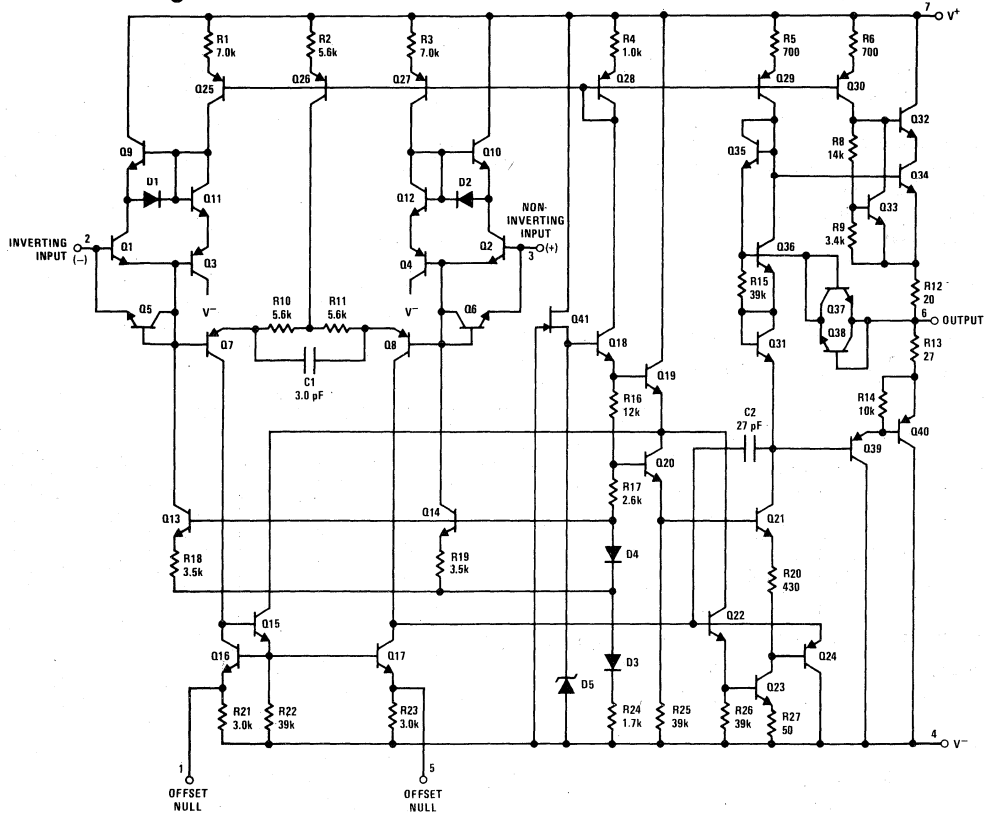 7 V+
R1 7.0k
R2 5.6k
R3 7.0k
R4 1.0k
R5 700
R6 700
Q25
Q26
Q27
Q28
Q29
Q30
Q32
R8 14k
Q9
Q10
Q35
Q34
D1
D2
Q11
Q12
Q33
NON-
INVERTING
INPUT
(+)
3
R9 3.4k
INVERTING
INPUT
(−)
2
Q1
Q2
Q3
Q4
Q36
R15 39k
V−
V−
R12 20
Q5
Q6
R10 5.6k
R11 5.6k
Q41
Q37
Q38
6 OUTPUT
Q7
Q8
Q18
Q31
R13 27
C1
3.0 pF
Q19
R14 10k
R16 12k
C2
27 pF
Q40
Q39
Q20
R17 2.6k
Q13
Q14
Q21
D4
R18 3.5k
R19 3.5k
R20 430
Q15
Q22
Q16
Q17
Q24
D3
D5
Q23
R21 3.0k
R22 39k
R23 3.0k
R24 1.7k
R25 39k
R26 39k
R27 50
4 V−
1
5
OFFSET
NULL
OFFSET
NULL